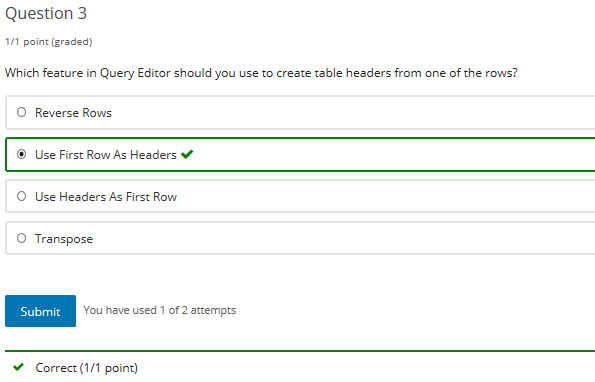 Question 3
1/1 point (graded)
Which feature in Query Editor should you use to create table headers from one of the rows?
Reverse Rows
Use First Row As Headers
Use Headers As First Row
Transpose
Submit You have used 1 of 2 attempts
Correct (1/1 point)